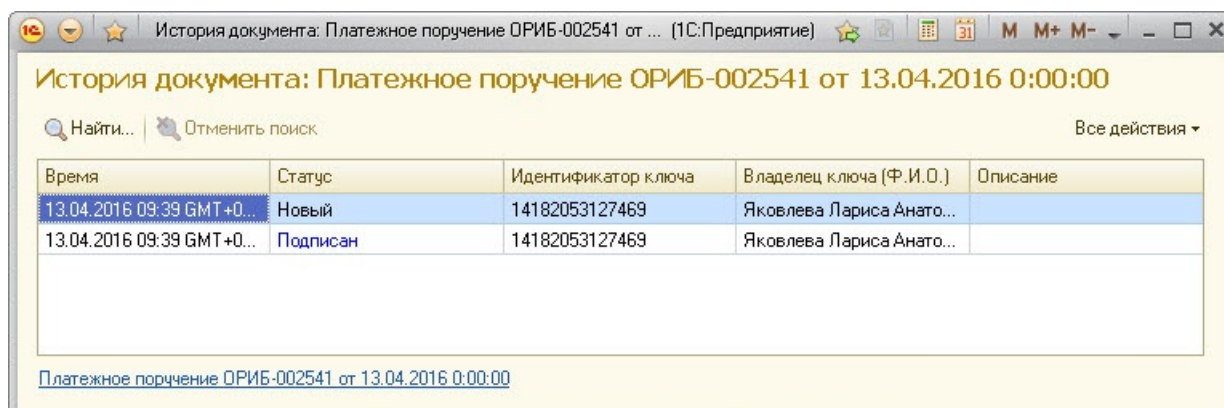 1С История документа: Платежное поручение ОРИБ-002541 от ... (1С:Предприятие) 31 M M+ M-
История документа: Платежное поручение ОРИБ-002541 от 13.04.2016 0:00:00
Найти... Отменить поиск Все действия
Время Статус Идентификатор ключа Владелец ключа (Ф.И.О.) Описание
13.04.2016 09:39 GMT+0... Новый 14182053127469 Яковлева Лариса Анато...
13.04.2016 09:39 GMT+0... Подписан 14182053127469 Яковлева Лариса Анато...
Платежное поручение ОРИБ-002541 от 13.04.2016 0:00:00